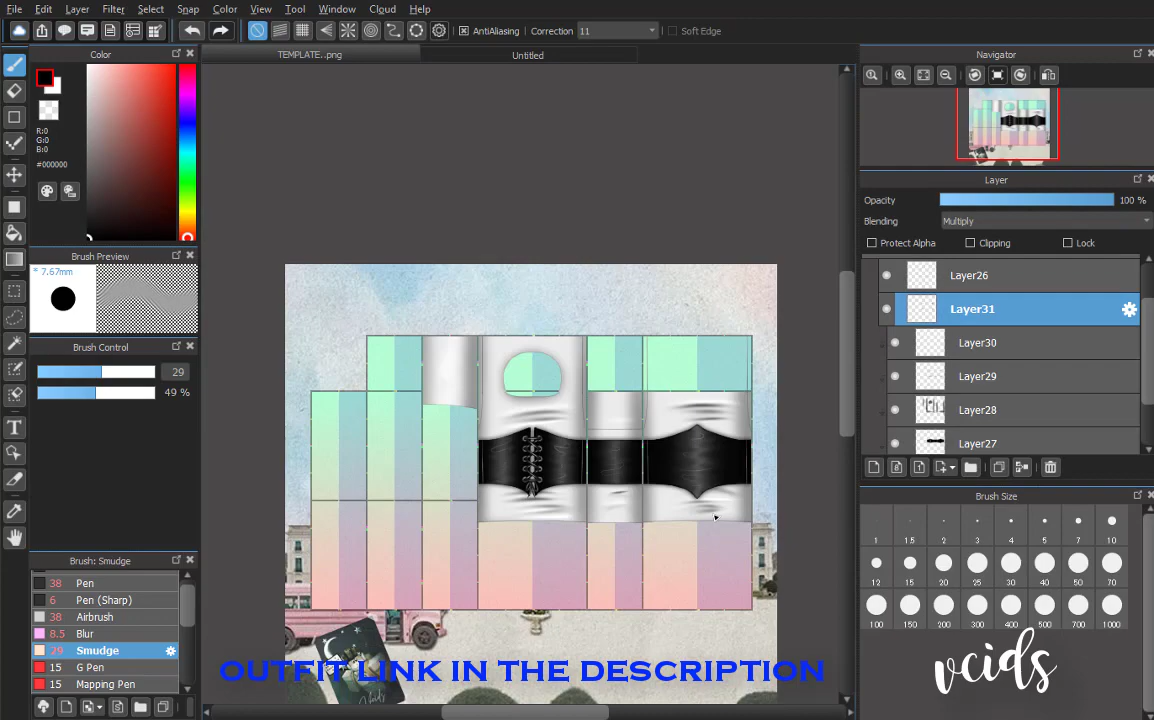 File Edit Layer Filter Select Snap Color View Tool Window Cloud Help
AntiAliasing Correction 11 Soft Edge
Color
TEMPLATE..png
Untitled
Navigator
R:0
G:0
B:0
#000000
Layer
Opacity 100 %
Blending Multiply
Protect Alpha Clipping Lock
Brush Preview
* 7.67mm
Layer26
Layer31
Layer30
Layer29
Layer28
Layer27
Brush Control
29
49 %
Brush Size
1 1.5 2 3 4 5 7 10
12 15 20 25 30 40 50 70
100 150 200 300 400 500 700 1000
Brush: Smudge
38 Pen
6 Pen (Sharp)
38 Airbrush
8.5 Blur
29 Smudge
15 G Pen
15 Mapping Pen
OUTFIT LINK IN THE DESCRIPTION
vcids